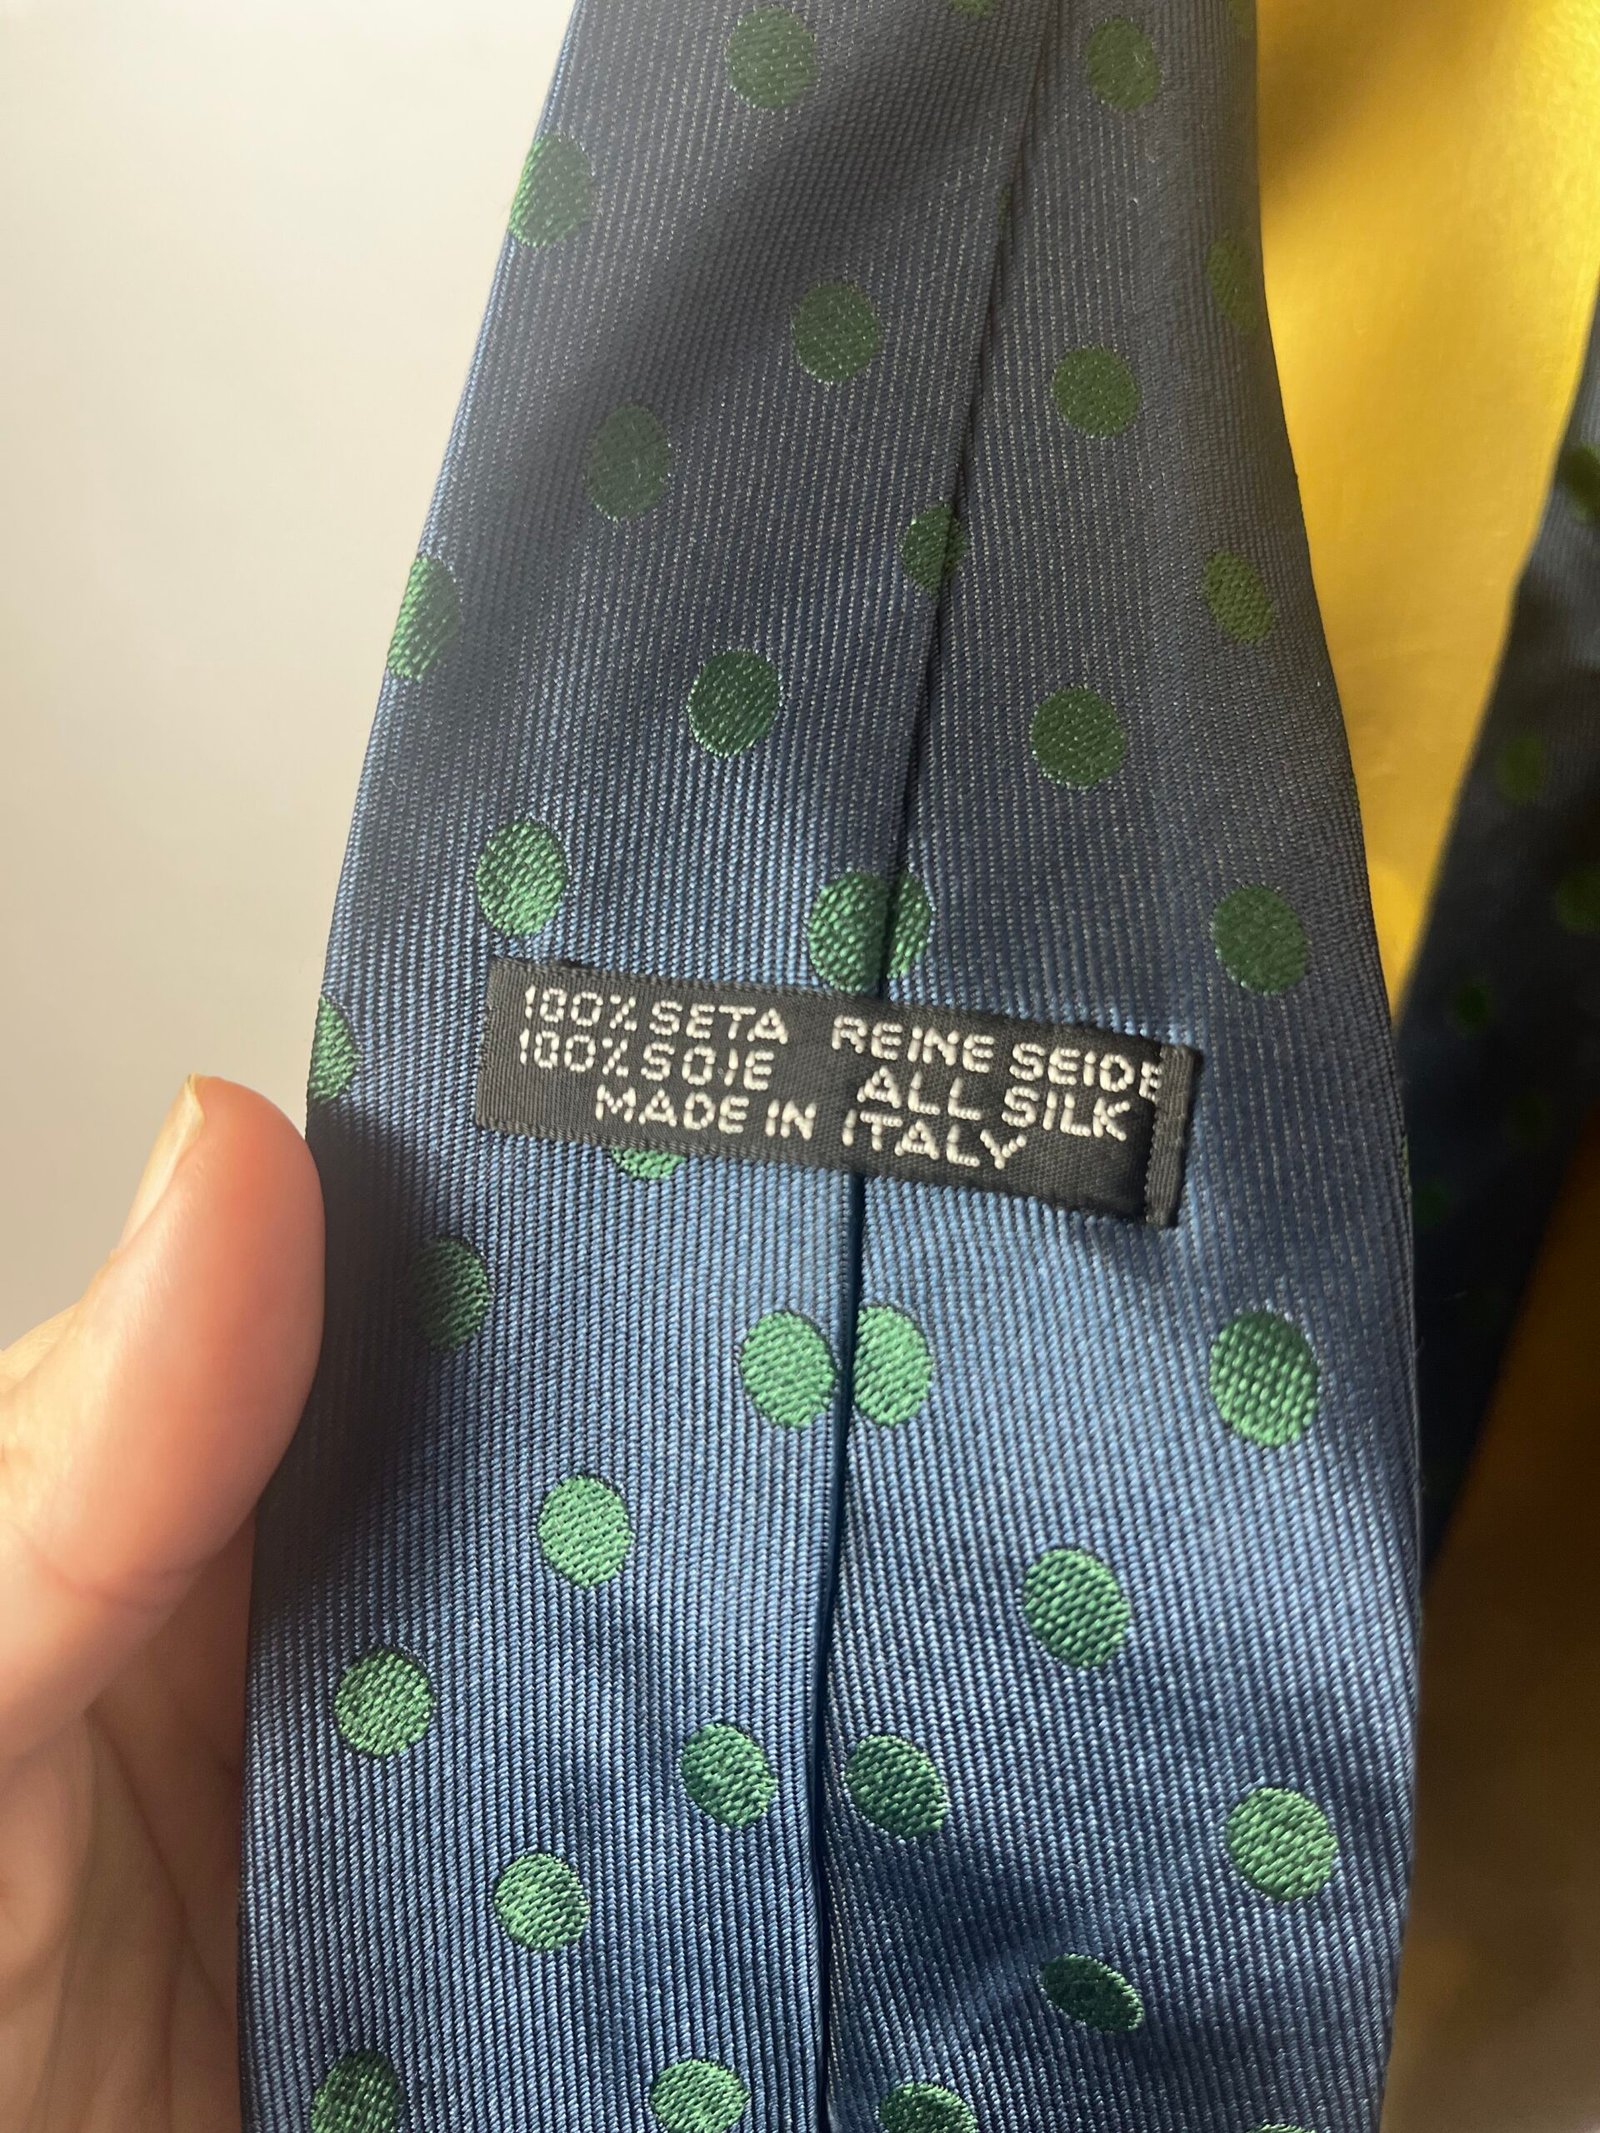 100% SETA REINE SEIDE
100% SOIE ALL SILK
MADE IN ITALY